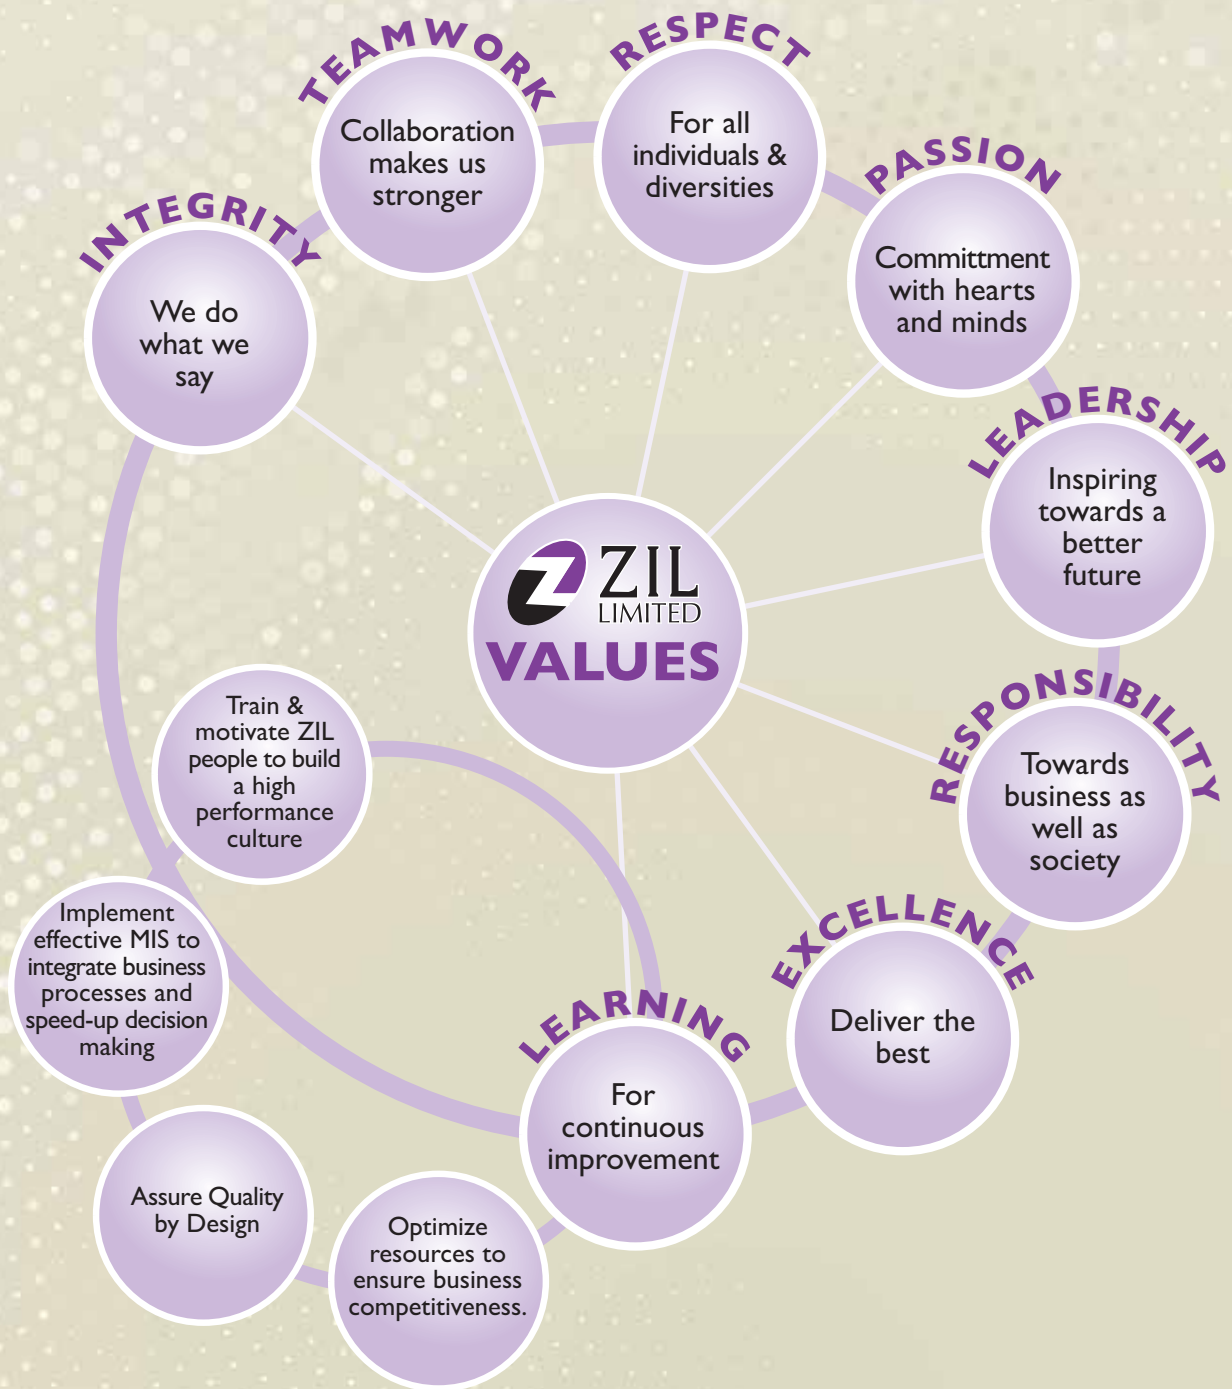 TEAMWORK
Collaboration
makes us
stronger
RESPECT
For all
individuals &
diversities
PASSION
Committment
with hearts
and minds
INTEGRITY
We do
what we
say
LEADERSHIP
Inspiring
towards a
better
future
ZIL
LIMITED
VALUES
RESPONSIBILITY
Towards
business as
well as
society
Train &
motivate ZIL
people to build
a high
performance
culture
EXCELLENCE
Deliver the
best
Implement
effective MIS to
integrate business
processes and
speed-up decision
making
LEARNING
For
continuous
improvement
Assure Quality
by Design
Optimize
resources to
ensure business
competitiveness.